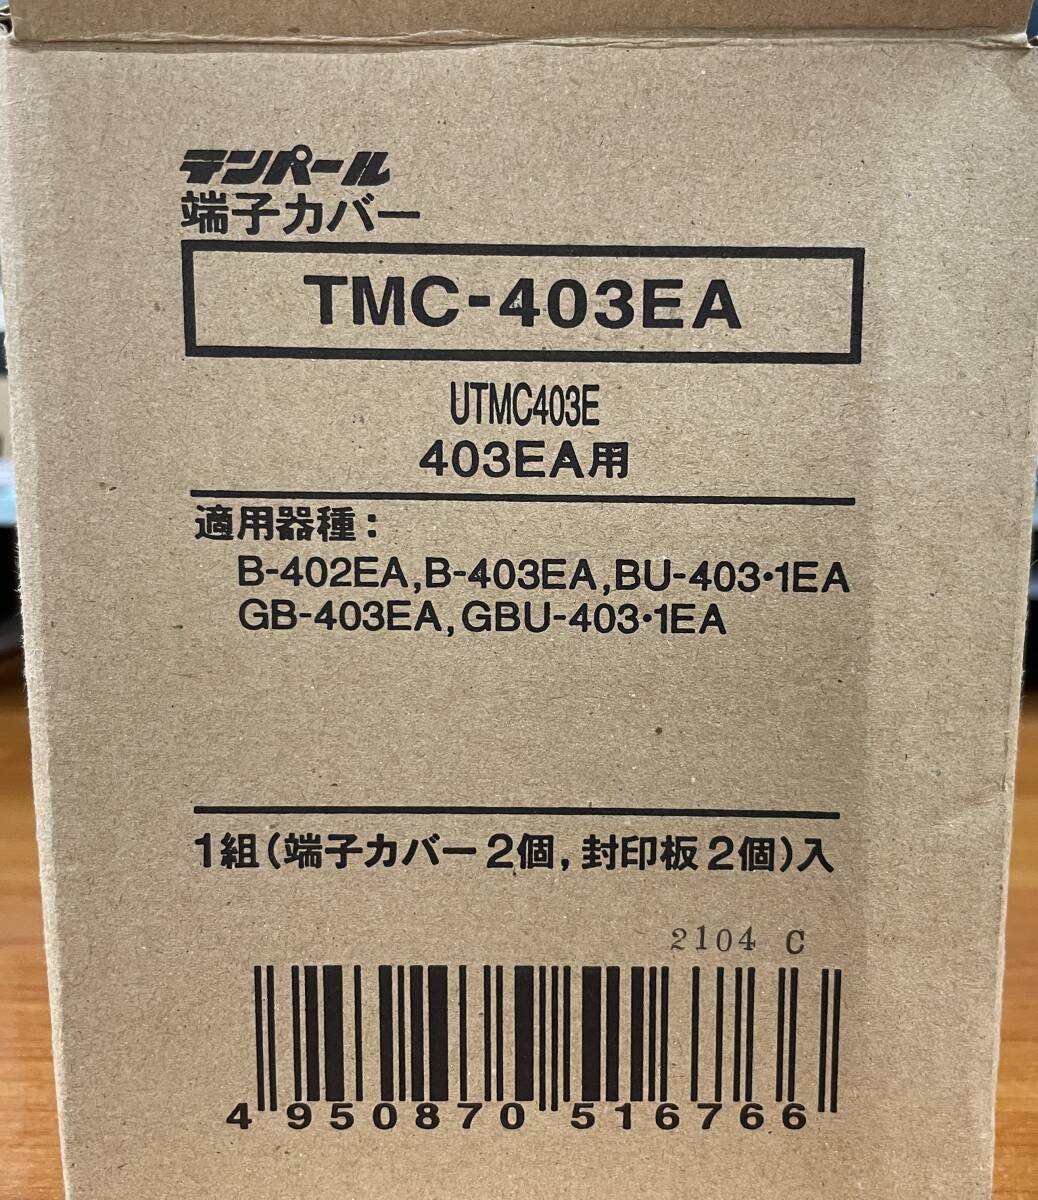 テンパール
端子カバー
TMC-403EA
UTMC403E
403EA用
適用器種：
B-402EA,B-403EA,BU-403・1EA
GB-403EA,GBU-403・1EA
1組(端子カバー2個,封印板2個)入
2104 C
4 950870 516766